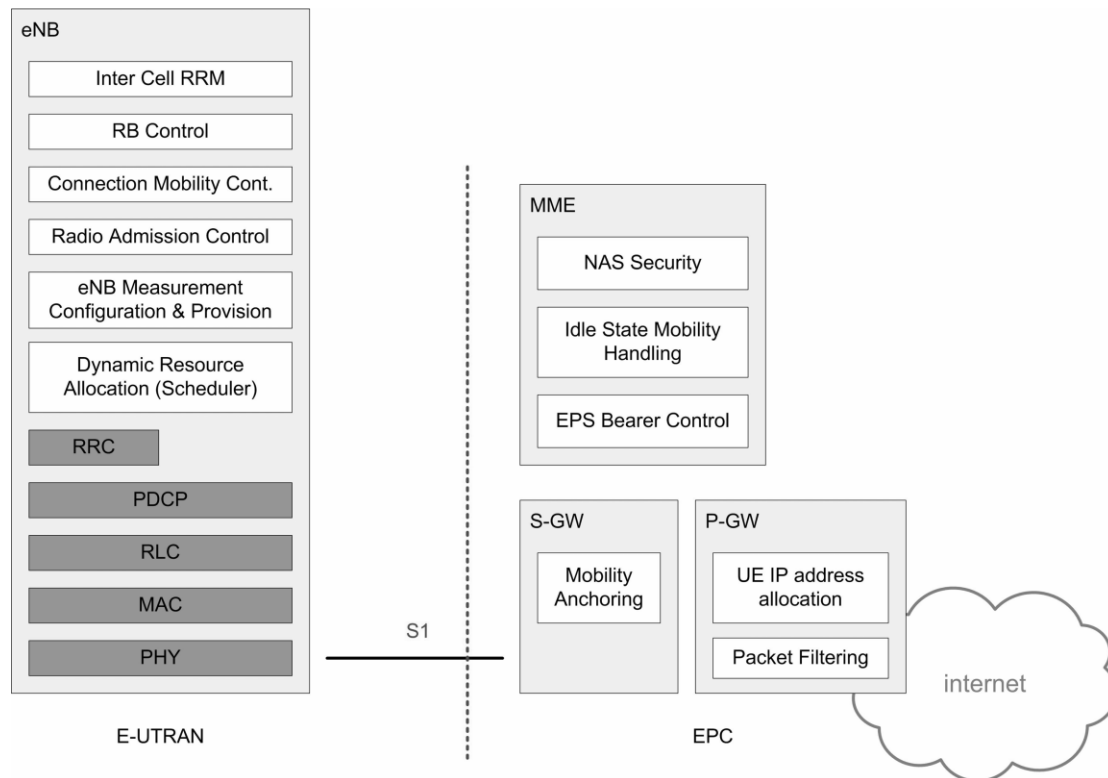 eNB
Inter Cell RRM
RB Control
Connection Mobility Cont.
Radio Admission Control
eNB Measurement
Configuration & Provision
Dynamic Resource
Allocation (Scheduler)
RRC
PDCP
RLC
MAC
PHY
S1
MME
NAS Security
Idle State Mobility
Handling
EPS Bearer Control
S-GW
Mobility
Anchoring
P-GW
UE IP address
allocation
Packet Filtering
internet
E-UTRAN
EPC